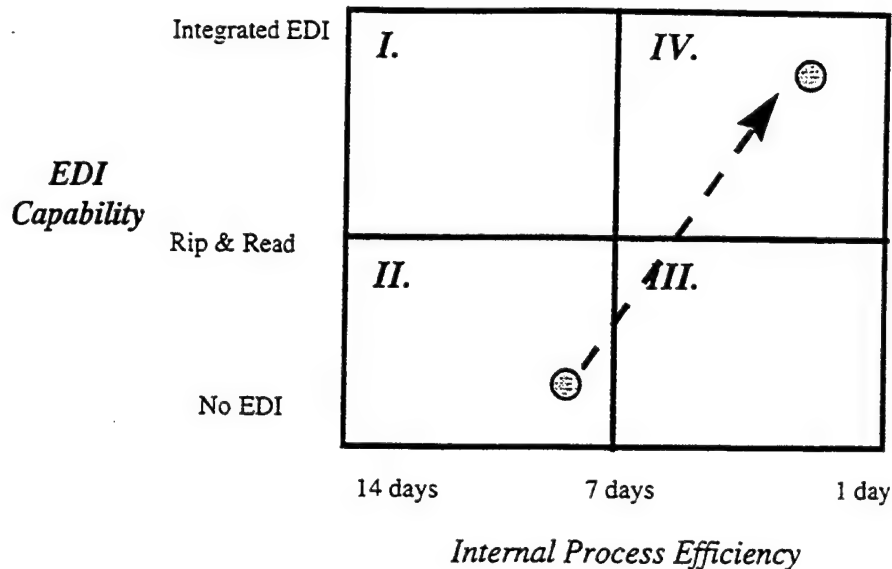 Integrated EDI
I.
IV.
EDI
Capability
Rip & Read
II.
III.
No EDI
14 days
7 days
1 day
Internal Process Efficiency